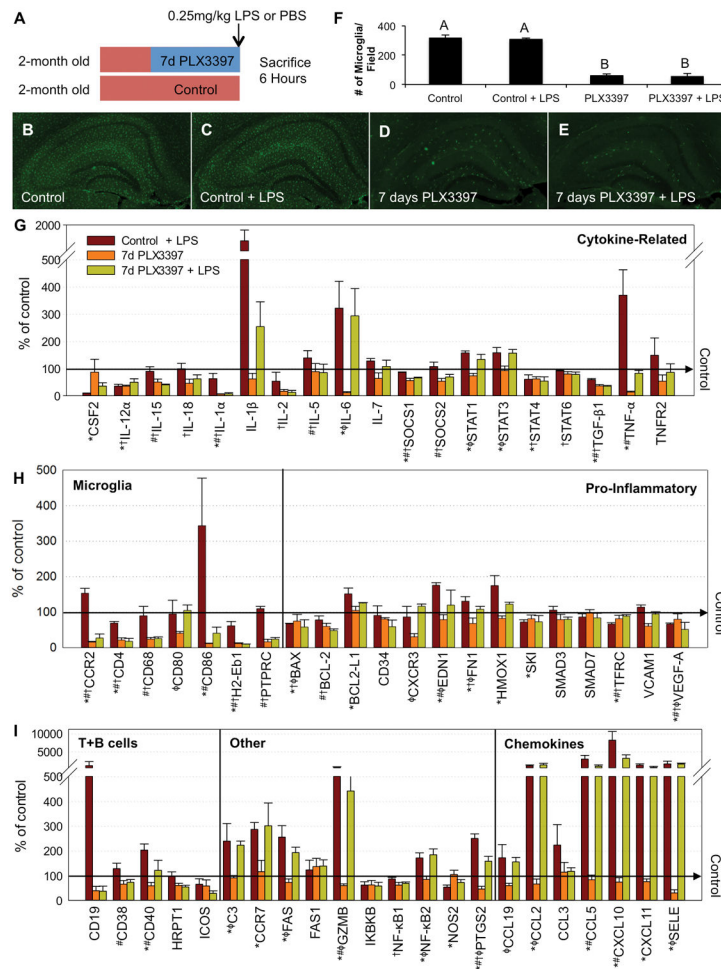 A
0.25mg/kg LPS or PBS
2-month old
7d PLX3397
Sacrifice
6 Hours
2-month old
Control
F
# of Microglia/
Field
400
200
0
A
A
B
B
Control
Control + LPS
PLX3397
PLX3397 + LPS
B
Control
C
Control + LPS
D
7 days PLX3397
E
7 days PLX3397 + LPS
G
% of control
2000
500
400
300
200
100
0
Control + LPS
7d PLX3397
7d PLX3397 + LPS
Cytokine-Related
Control
*CSF2
*†IL-12α
#†IL-15
†IL-18
*#†IL-1α
IL-1β
†IL-2
#†IL-5
*ϕIL-6
IL-7
*#†SOCS1
#†SOCS2
*ϕSTAT1
*ϕSTAT3
*†STAT4
†STAT6
*#†TGF-β1
*#TNF-α
TNFR2
H
% of control
500
400
300
200
100
0
Microglia
Pro-Inflammatory
Control
*#†CCR2
*#†CD4
#†CD68
ϕCD80
*#CD86
*#†H2-Eb1
#†PTPRC
*†ϕBAX
#†BCL-2
*BCL2-L1
CD34
ϕCXCR3
*#ϕEDN1
*†ϕFN1
*HMOX1
*SKI
SMAD3
SMAD7
*#†TFRC
VCAM1
*#†ϕVEGF-A
I
% of control
10000
5000
500
400
300
200
100
0
T+B cells
Other
Chemokines
Control
CD19
#CD38
*#CD40
HRPT1
ICOS
*ϕC3
*CCR7
*ϕFAS
FAS1
*#ϕGZMB
IKBKB
†NF-κB1
*ϕNF-κB2
*NOS2
*#†ϕPTGS2
ϕCCL19
*ϕCCL2
CCL3
*#CCL5
*#CXCL10
*CXCL11
*ϕSELE